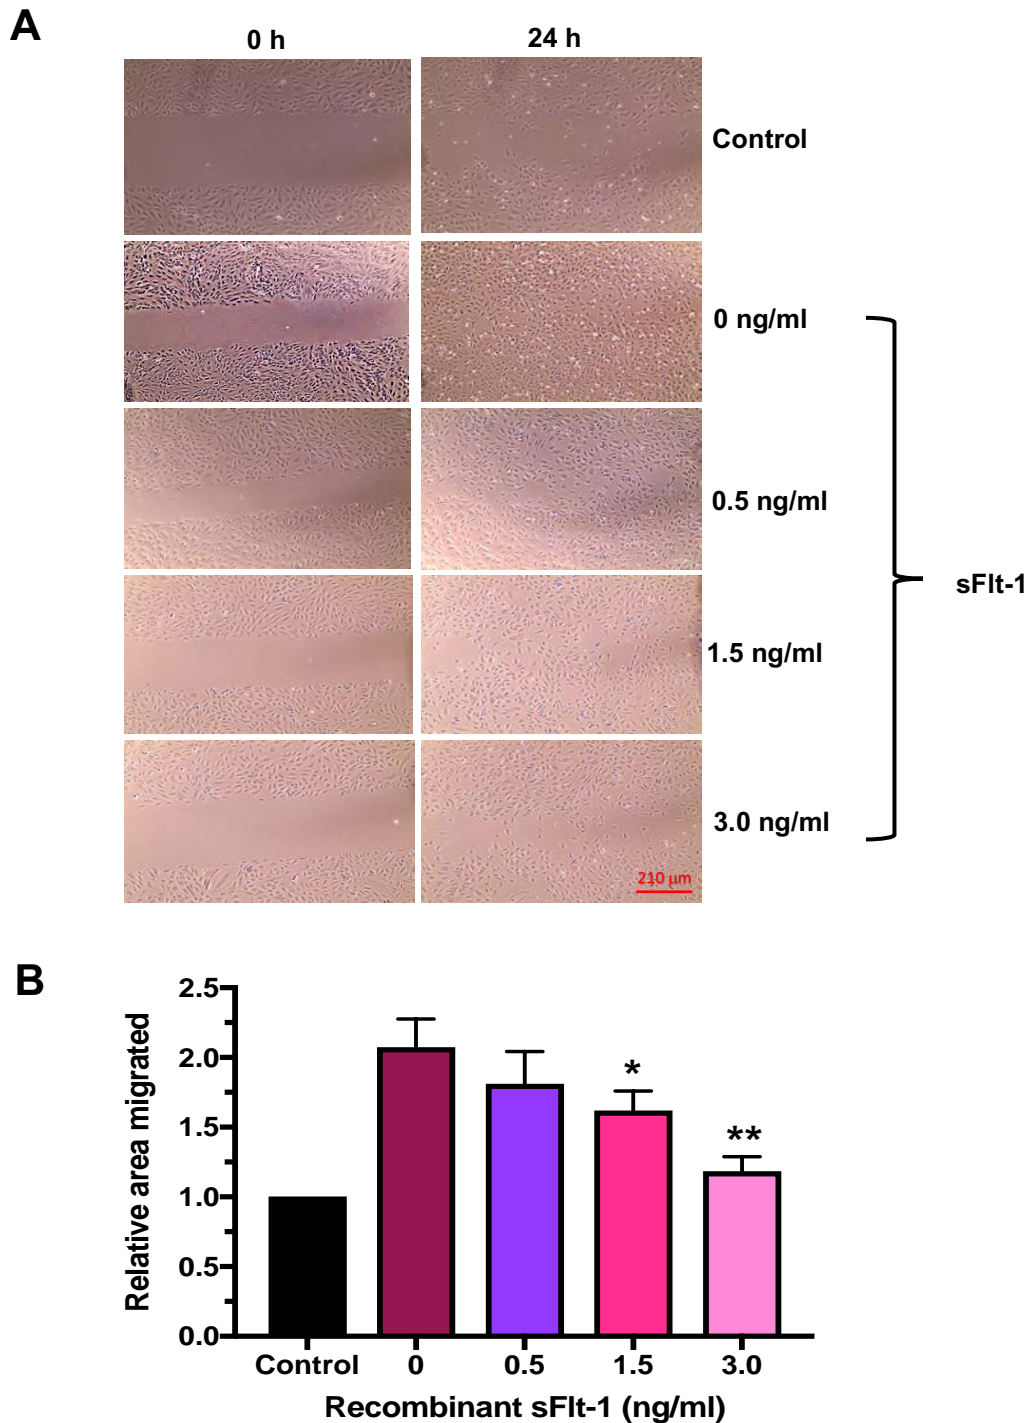 A
0 h
24 h
Control
0 ng/ml
0.5 ng/ml
sFlt-1
1.5 ng/ml
3.0 ng/ml
210 µm
B
2.5
2.0
1.5
1.0
0.5
0.0
Relative area migrated
*
**
Control 0 0.5 1.5 3.0
Recombinant sFlt-1 (ng/ml)